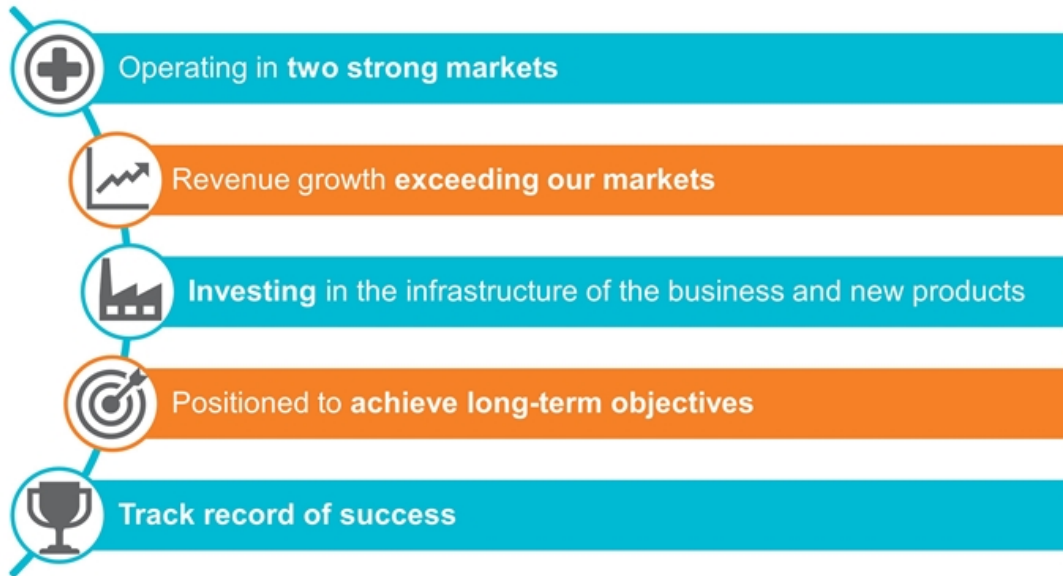 Operating in two strong markets
Revenue growth exceeding our markets
Investing in the infrastructure of the business and new products
Positioned to achieve long-term objectives
Track record of success